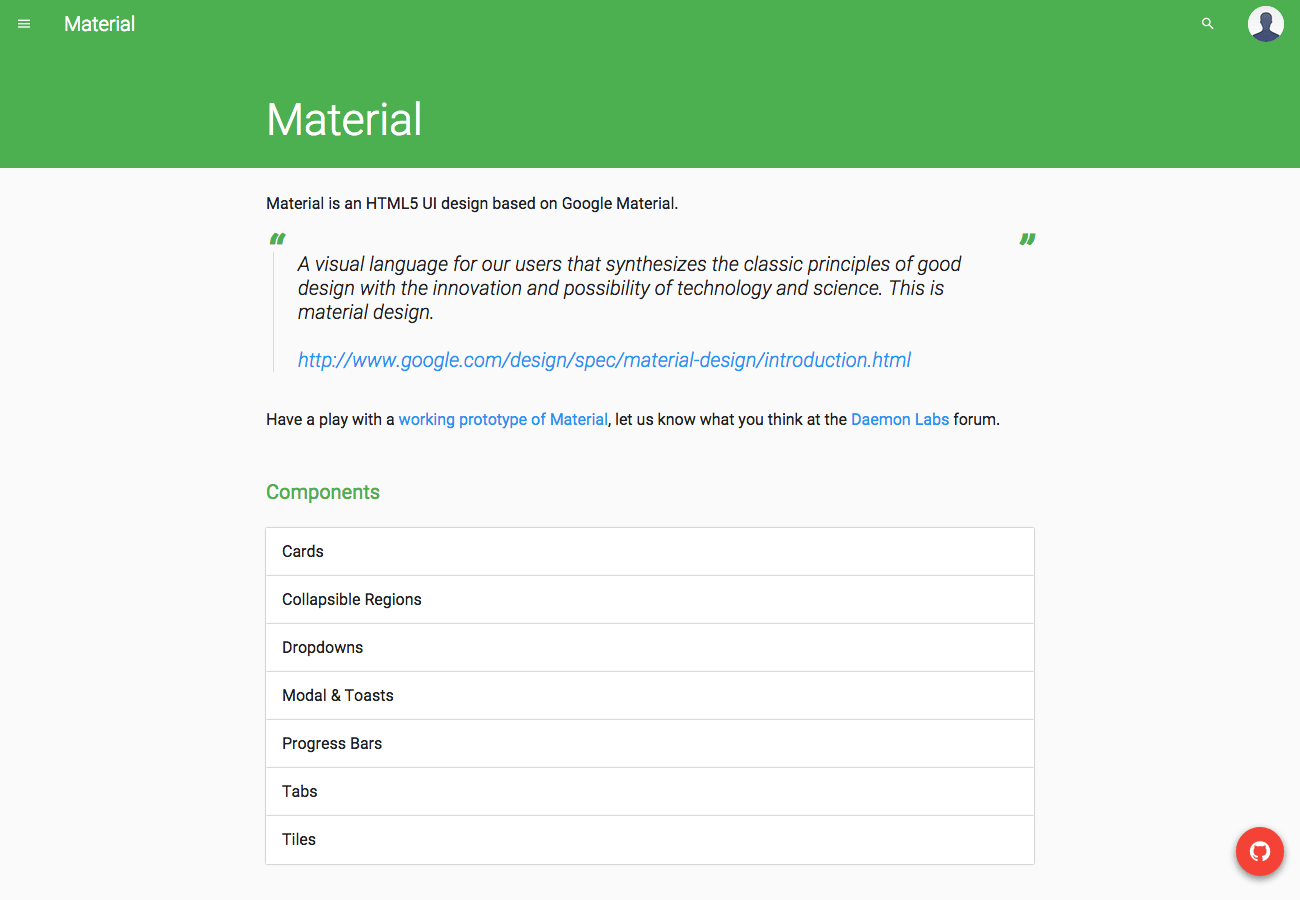 Material
Material
Material is an HTML5 UI design based on Google Material.
“ ”
A visual language for our users that synthesizes the classic principles of good
design with the innovation and possibility of technology and science. This is
material design.
http://www.google.com/design/spec/material-design/introduction.html
Have a play with a working prototype of Material, let us know what you think at the Daemon Labs forum.
Components
Cards
Collapsible Regions
Dropdowns
Modal & Toasts
Progress Bars
Tabs
Tiles